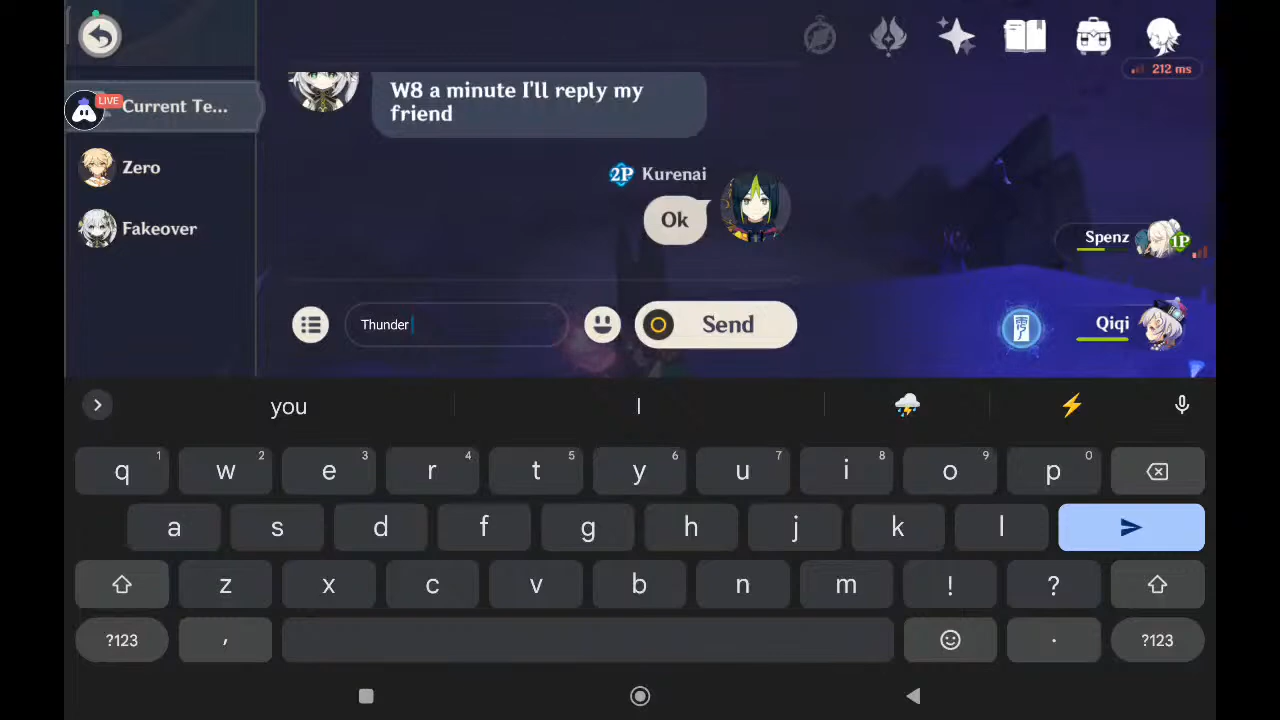 212 ms
LIVE
Current Te...
W8 a minute I'll reply my
friend
Zero
2P Kurenai
Ok
Fakeover
Spenz 1P
Thunder
Send
Qiqi
you
I
q 1 w 2 e 3 r 4 t 5 y 6 u 7 i 8 o 9 p 0
a s d f g h j k l
z x c v b n m ! ?
?123 , . ?123